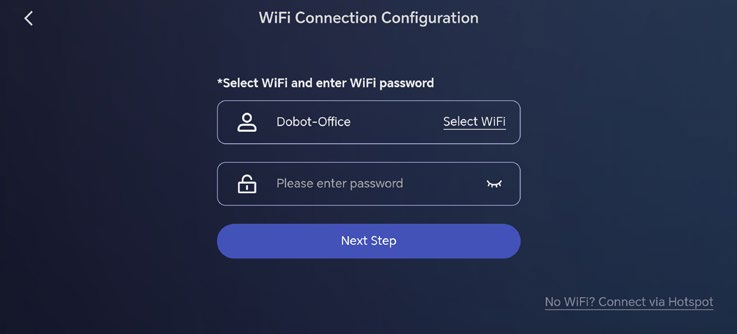 WiFi Connection Configuration
*Select WiFi and enter WiFi password
Dobot-Office Select WiFi
Please enter password
Next Step
No WiFi? Connect via Hotspot